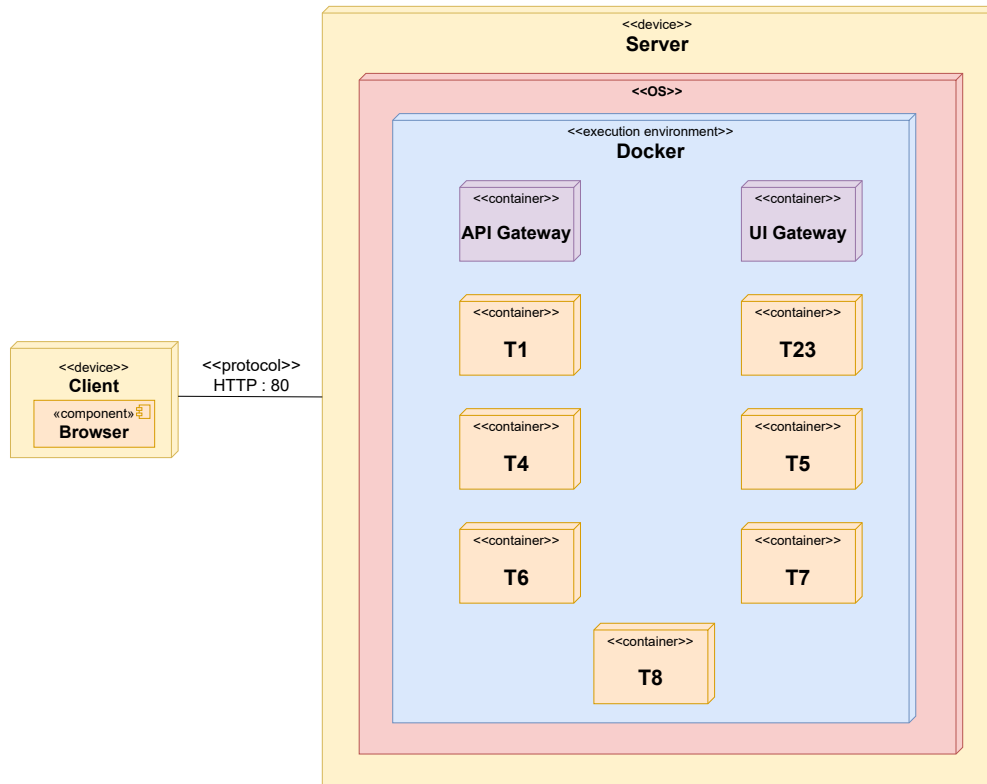 <<device>>
Server
<<OS>>
<<execution environment>>
Docker
<<container>>
API Gateway
<<container>>
UI Gateway
<<container>>
T1
<<container>>
T23
<<device>>
Client
«component»
Browser
<<protocol>>
HTTP : 80
<<container>>
T4
<<container>>
T5
<<container>>
T6
<<container>>
T7
<<container>>
T8